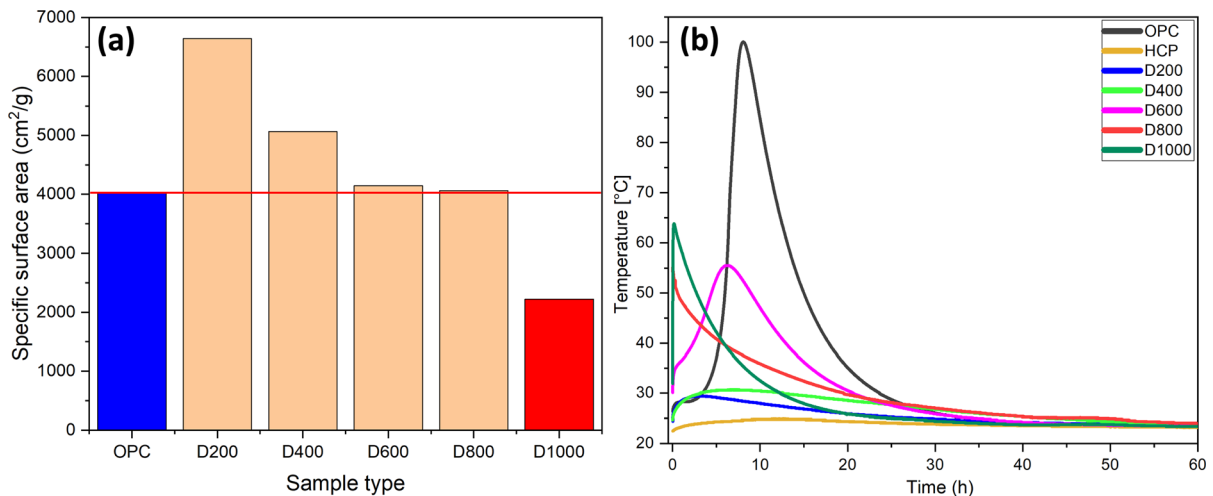 (a)
Specific surface area (cm²/g)
7000
6000
5000
4000
3000
2000
1000
0
OPC D200 D400 D600 D800 D1000
Sample type
(b)
Temperature [°C]
100
90
80
70
60
50
40
30
20
0 10 20 30 40 50 60
Time (h)
OPC
HCP
D200
D400
D600
D800
D1000